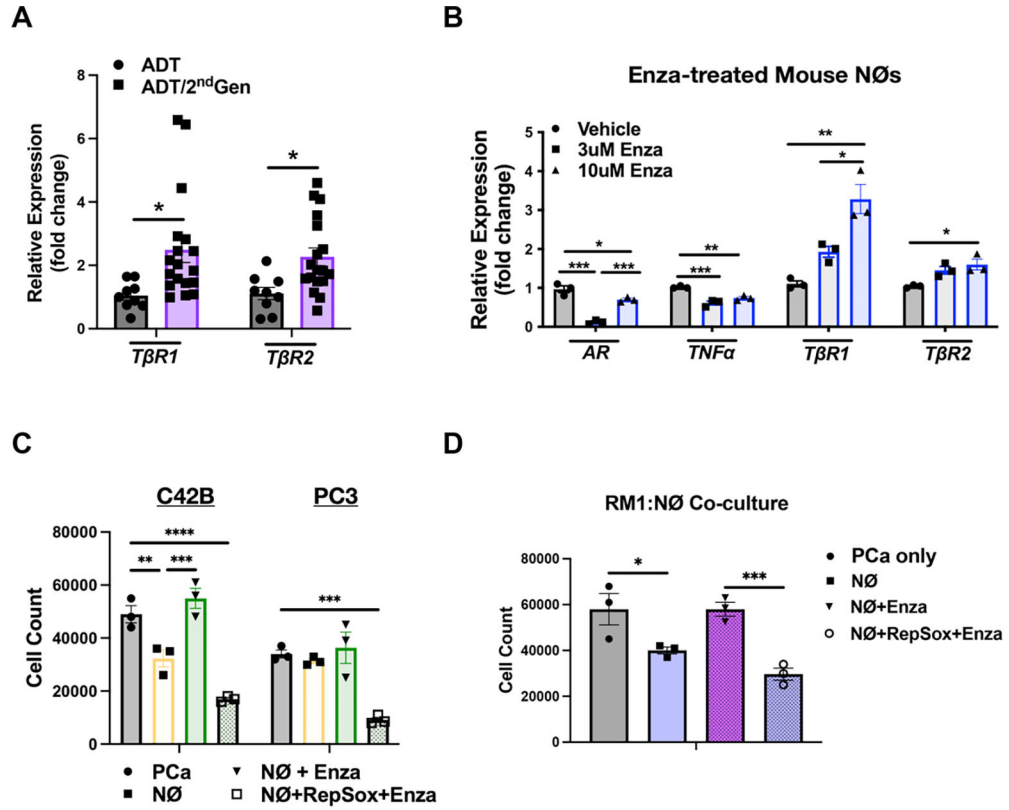 A
ADT
ADT/2ndGen
Relative Expression
(fold change)
8
6
4
2
0
*
*
TβR1
TβR2
B
Enza-treated Mouse NØs
Vehicle
3uM Enza
10uM Enza
Relative Expression
(fold change)
5
4
3
2
1
0
*
***
***
**
***
**
*
*
AR
TNFα
TβR1
TβR2
C
C42B
PC3
Cell Count
80000
60000
40000
20000
0
****
**
***
***
PCa
NØ
NØ + Enza
NØ+RepSox+Enza
D
RM1:NØ Co-culture
Cell Count
80000
60000
40000
20000
0
*
***
PCa only
NØ
NØ+Enza
NØ+RepSox+Enza